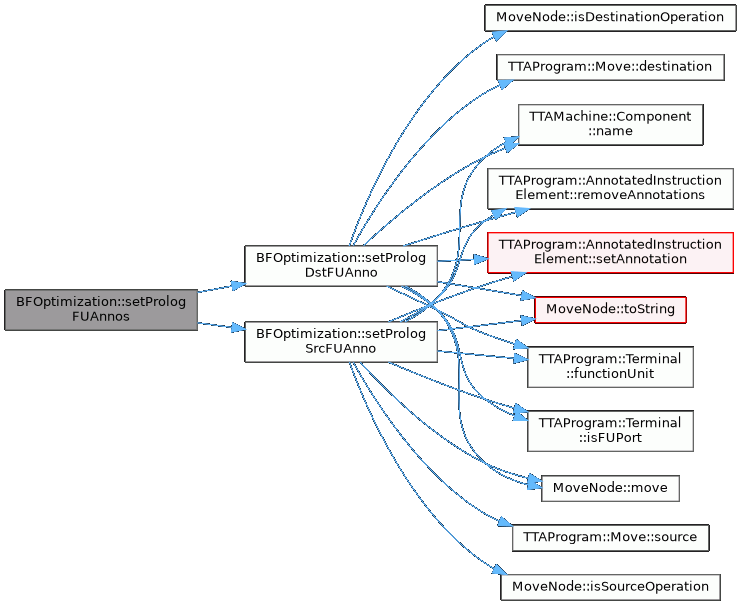 MoveNode::isDestinationOperation
TTAProgram::Move::destination
TTAMachine::Component
::name
TTAProgram::AnnotatedInstruction
Element::removeAnnotations
BFOptimization::setProlog
DstFUAnno
TTAProgram::AnnotatedInstruction
Element::setAnnotation
BFOptimization::setProlog
FUAnnos
MoveNode::toString
BFOptimization::setProlog
SrcFUAnno
TTAProgram::Terminal
::functionUnit
TTAProgram::Terminal
::isFUPort
MoveNode::move
TTAProgram::Move::source
MoveNode::isSourceOperation